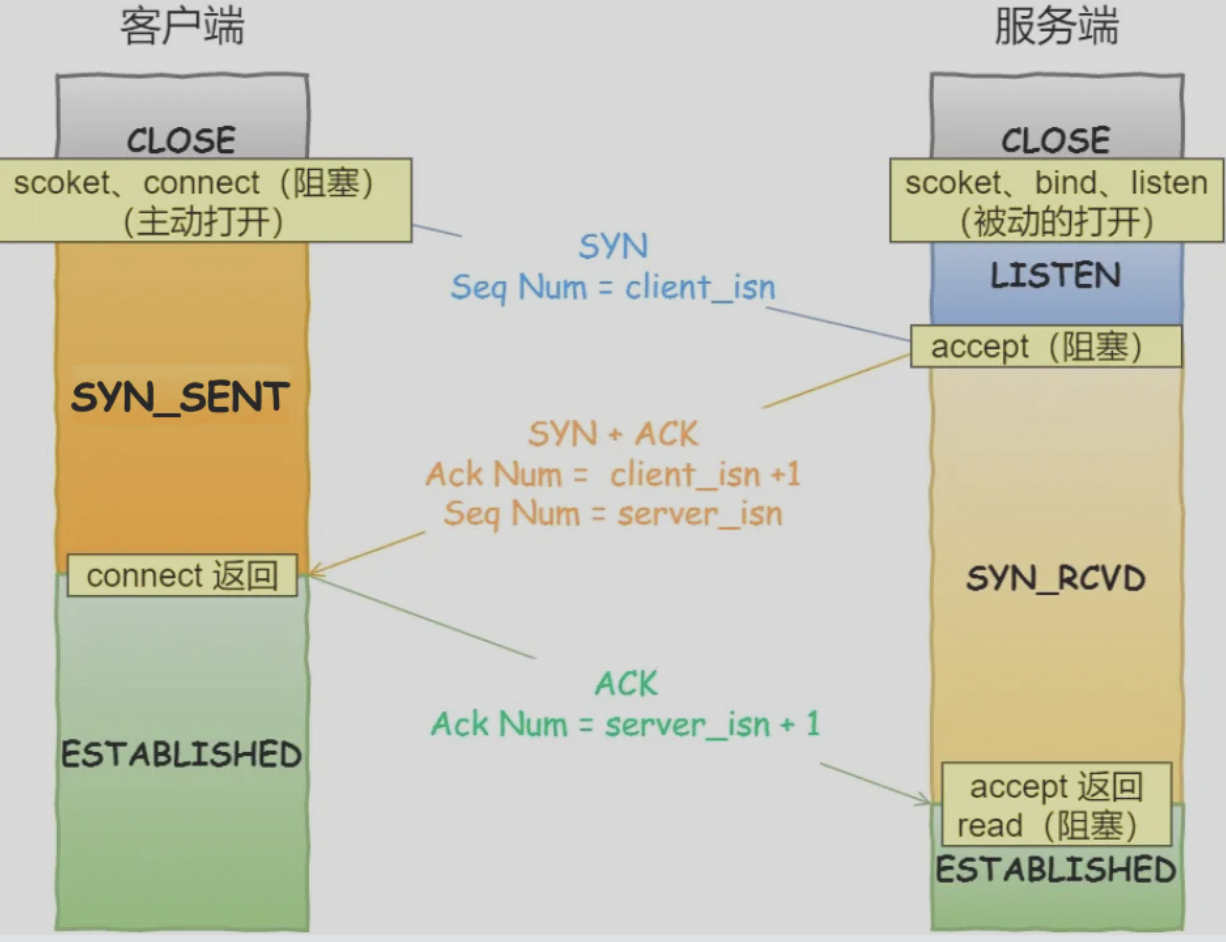 客户端
服务端
CLOSE
CLOSE
scoket、connect（阻塞）
（主动打开）
scoket、bind、listen
（被动的打开）
SYN
Seq Num = client_isn
LISTEN
accept（阻塞）
SYN_SENT
SYN + ACK
Ack Num = client_isn +1
Seq Num = server_isn
connect 返回
SYN_RCVD
ACK
Ack Num = server_isn + 1
ESTABLISHED
accept 返回
read（阻塞）
ESTABLISHED